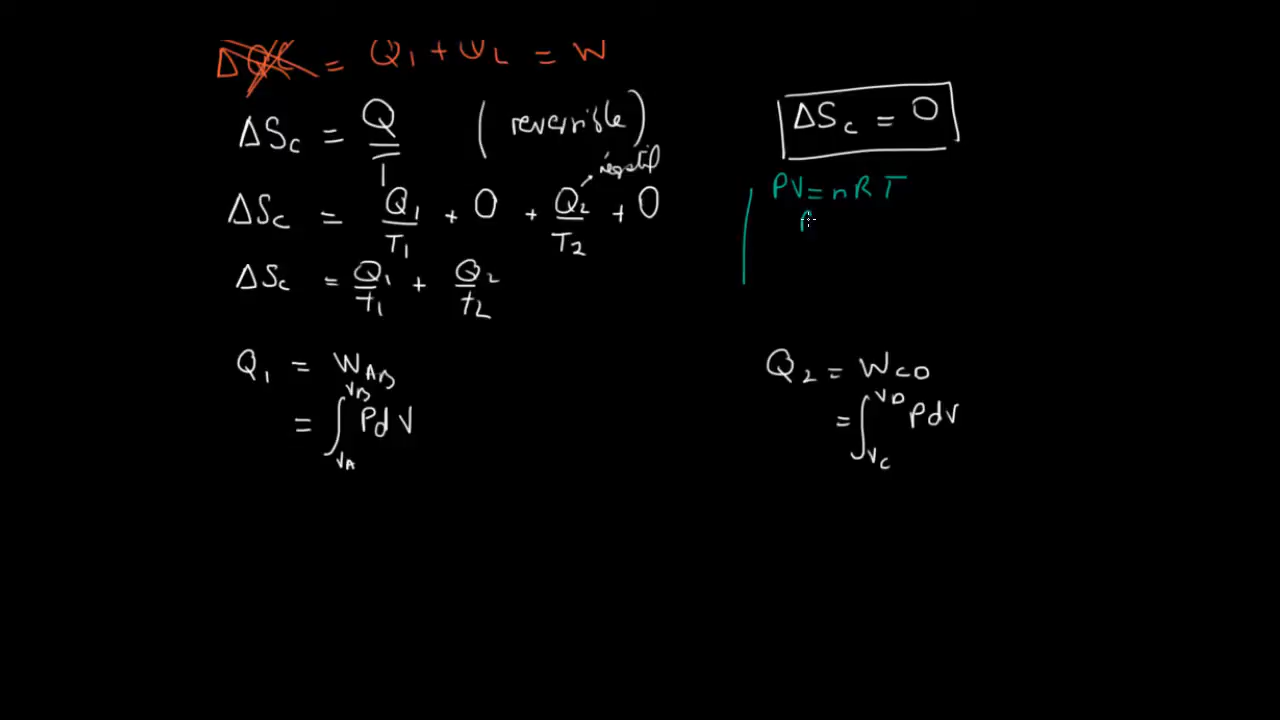 ΔQC = Q1 + Q2 = W
ΔSc = Q/T (reversible)
négatif
ΔSc = Q1/T1 + 0 + Q2/T2 + 0
ΔSc = Q1/T1 + Q2/T2
ΔSc = 0
PV = nRT
P
Q1 = WAB
= ∫VA VB PdV
Q2 = WCD
= ∫VC VD PdV